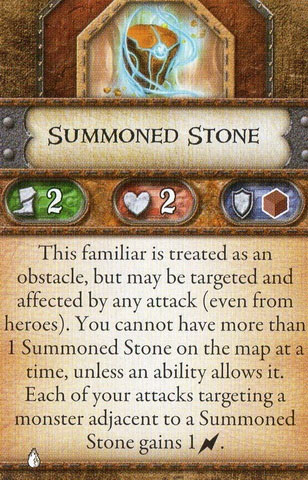 SUMMONED STONE
2 2
This familiar is treated as an
obstacle, but may be targeted and
affected by any attack (even from
heroes). You cannot have more than
1 Summoned Stone on the map at a
time, unless an ability allows it.
Each of your attacks targeting a
monster adjacent to a Summoned
Stone gains 1.